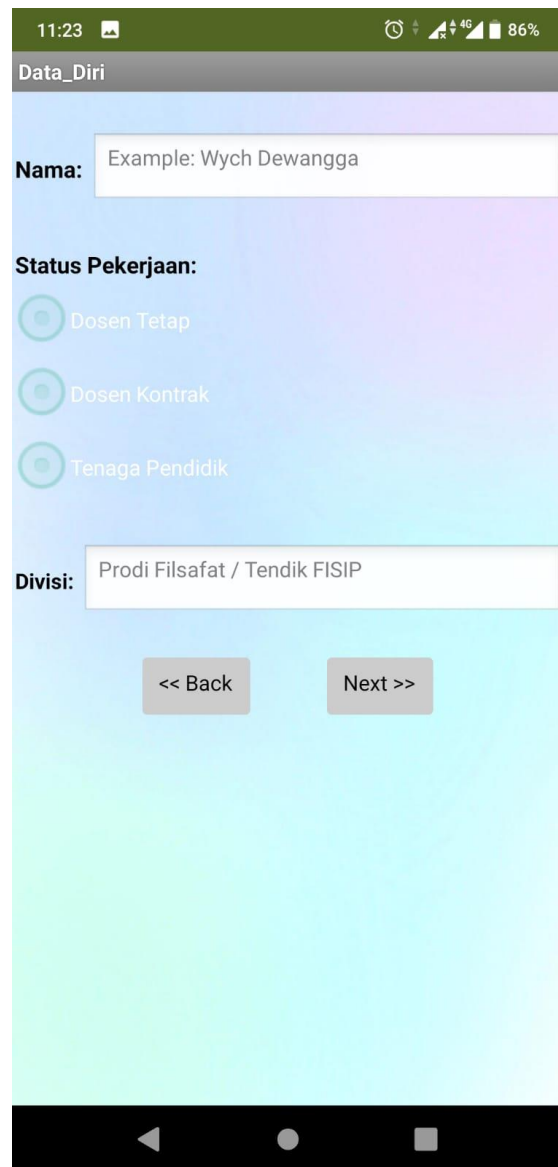 11:23 4G 86%
Data_Diri
Nama: Example: Wych Dewangga
Status Pekerjaan:
Dosen Tetap
Dosen Kontrak
Tenaga Pendidik
Divisi: Prodi Filsafat / Tendik FISIP
<< Back Next >>